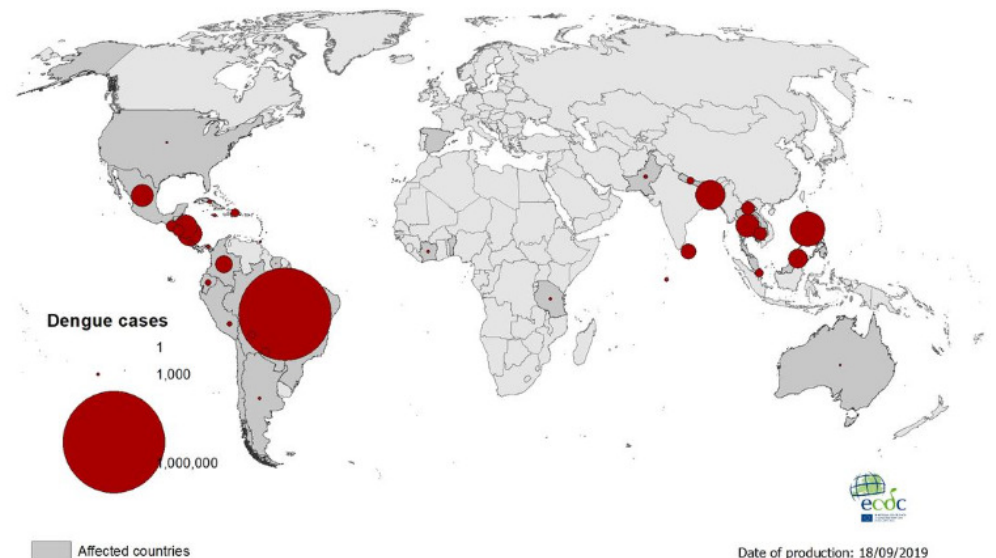 Dengue cases
1
1,000
1,000,000
Affected countries
ecdc
Date of production: 18/09/2019